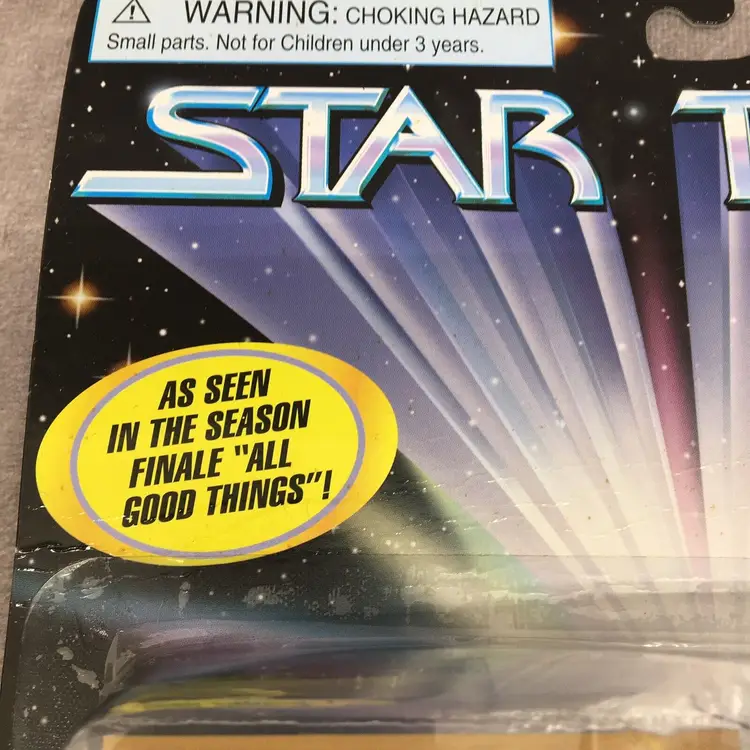 WARNING: CHOKING HAZARD
Small parts. Not for Children under 3 years.
STAR T
AS SEEN
IN THE SEASON
FINALE "ALL
GOOD THINGS"!